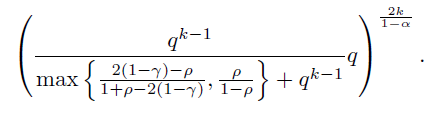 \left( \frac{q^{k-1}}{\max\left\{ \frac{2(1-\gamma)-\rho}{1+\rho-2(1-\gamma)}, \frac{\rho}{1-\rho} \right\} + q^{k-1}} q \right)^{\frac{2k}{1-\alpha}} .